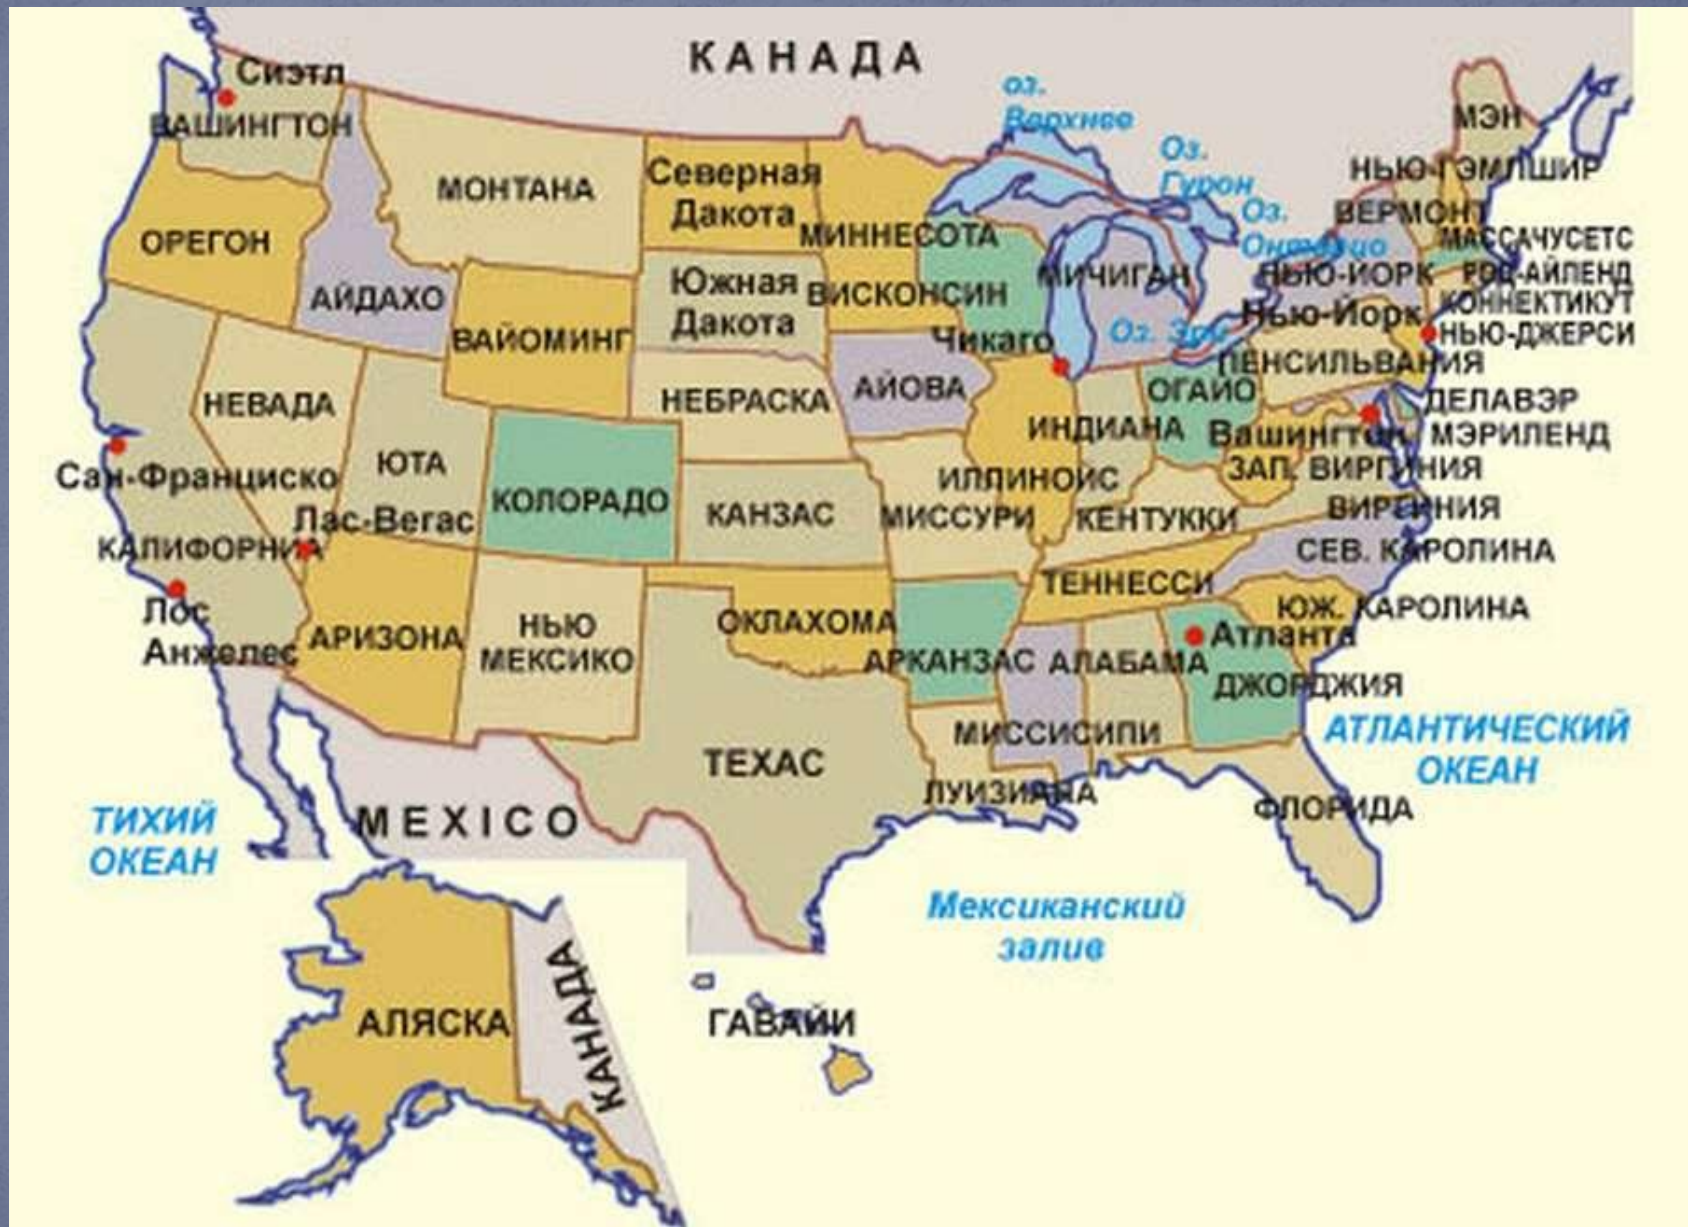 КАНАДА
Сиэтл
ВАШИНГТОН
оз.
Верхнее
Оз.
Гурон
Оз.
Онтарио
МЭН
НЬЮ-ГЭМПШИР
ВЕРМОНТ
МАССАЧУСЕТС
МОНТАНА
Северная
Дакота
МИННЕСОТА
ОРЕГОН
АЙДАХО
Южная
Дакота
ВИСКОНСИН
МИЧИГАН
НЬЮ-ЙОРК
РОД-АЙЛЕНД
КОННЕКТИКУТ
Нью-Йорк
НЬЮ-ДЖЕРСИ
ВАЙОМИНГ
Чикаго
Оз. Эри
ПЕНСИЛЬВАНИЯ
НЕВАДА
НЕБРАСКА
АЙОВА
ОГАЙО
ДЕЛАВЭР
ИНДИАНА
Вашингтон
МЭРИЛЕНД
Сан-Франциско
ЮТА
КОЛОРАДО
ИЛЛИНОИС
ЗАП. ВИРГИНИЯ
Лас-Вегас
КАНЗАС
МИССУРИ
КЕНТУККИ
ВИРГИНИЯ
КАЛИФОРНИА
СЕВ. КАРОЛИНА
ТЕННЕССИ
Лос
Анжелес
АРИЗОНА
НЬЮ
МЕКСИКО
ОКЛАХОМА
АРКАНЗАС
АЛАБАМА
ЮЖ. КАРОЛИНА
Атланта
ДЖОРДЖИЯ
МИССИСИПИ
АТЛАНТИЧЕСКИЙ
ОКЕАН
ТЕХАС
ЛУИЗИАНА
ФЛОРИДА
ТИХИЙ
ОКЕАН
MEXICO
Мексиканский
залив
АЛЯСКА
КАНАДА
ГАВАЙИ